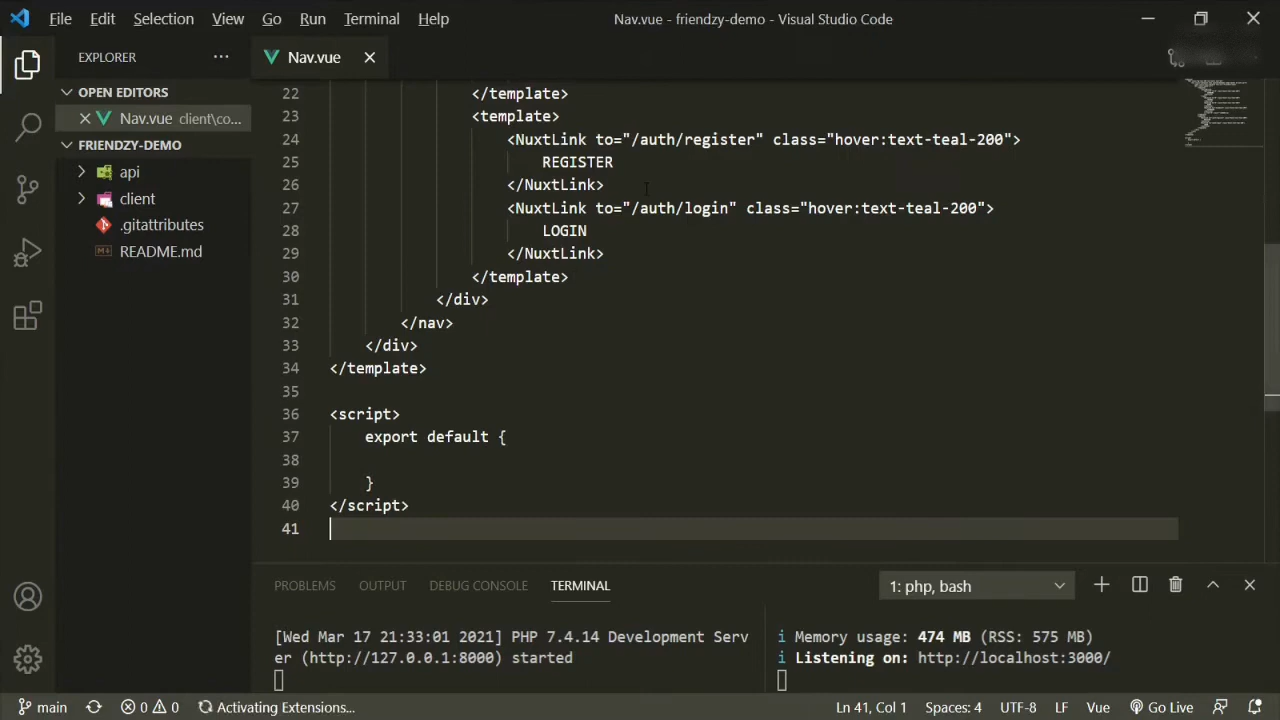 File Edit Selection View Go Run Terminal Help
Nav.vue - friendzy-demo - Visual Studio Code
EXPLORER
Nav.vue
OPEN EDITORS
Nav.vue client\co...
FRIENDZY-DEMO
api
client
.gitattributes
README.md
22 </template>
23 <template>
24 <NuxtLink to="/auth/register" class="hover:text-teal-200">
25 REGISTER
26 </NuxtLink>
27 <NuxtLink to="/auth/login" class="hover:text-teal-200">
28 LOGIN
29 </NuxtLink>
30 </template>
31 </div>
32 </nav>
33 </div>
34 </template>
35
36 <script>
37 export default {
38
39 }
40 </script>
41
PROBLEMS OUTPUT DEBUG CONSOLE TERMINAL
1: php, bash
[Wed Mar 17 21:33:01 2021] PHP 7.4.14 Development Serv
er (http://127.0.0.1:8000) started
i Memory usage: 474 MB (RSS: 575 MB)
i Listening on: http://localhost:3000/
main 0 0 Activating Extensions... Ln 41, Col 1 Spaces: 4 UTF-8 LF Vue Go Live